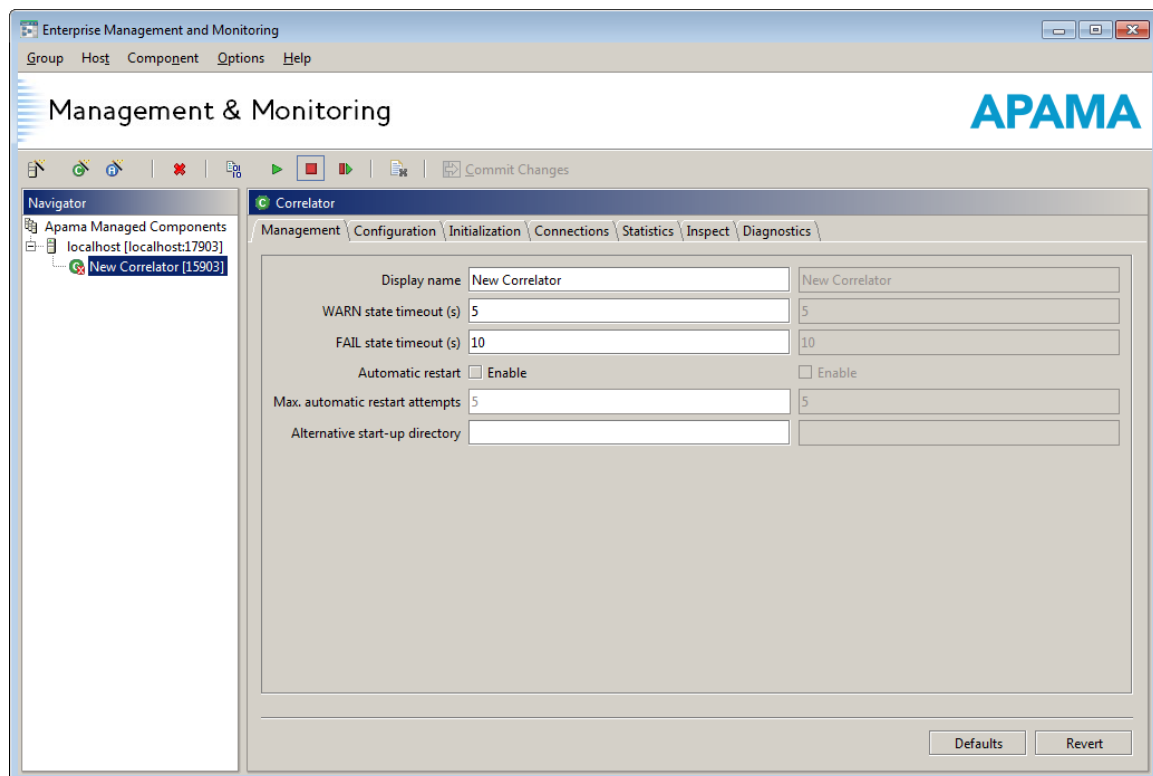 Enterprise Management and Monitoring
Group Host Component Options Help
Management & Monitoring
APAMA
Commit Changes
Navigator
Apama Managed Components
localhost [localhost:17903]
New Correlator [15903]
Correlator
Management Configuration Initialization Connections Statistics Inspect Diagnostics
Display name New Correlator New Correlator
WARN state timeout (s) 5 5
FAIL state timeout (s) 10 10
Automatic restart Enable Enable
Max. automatic restart attempts 5 5
Alternative start-up directory
Defaults Revert